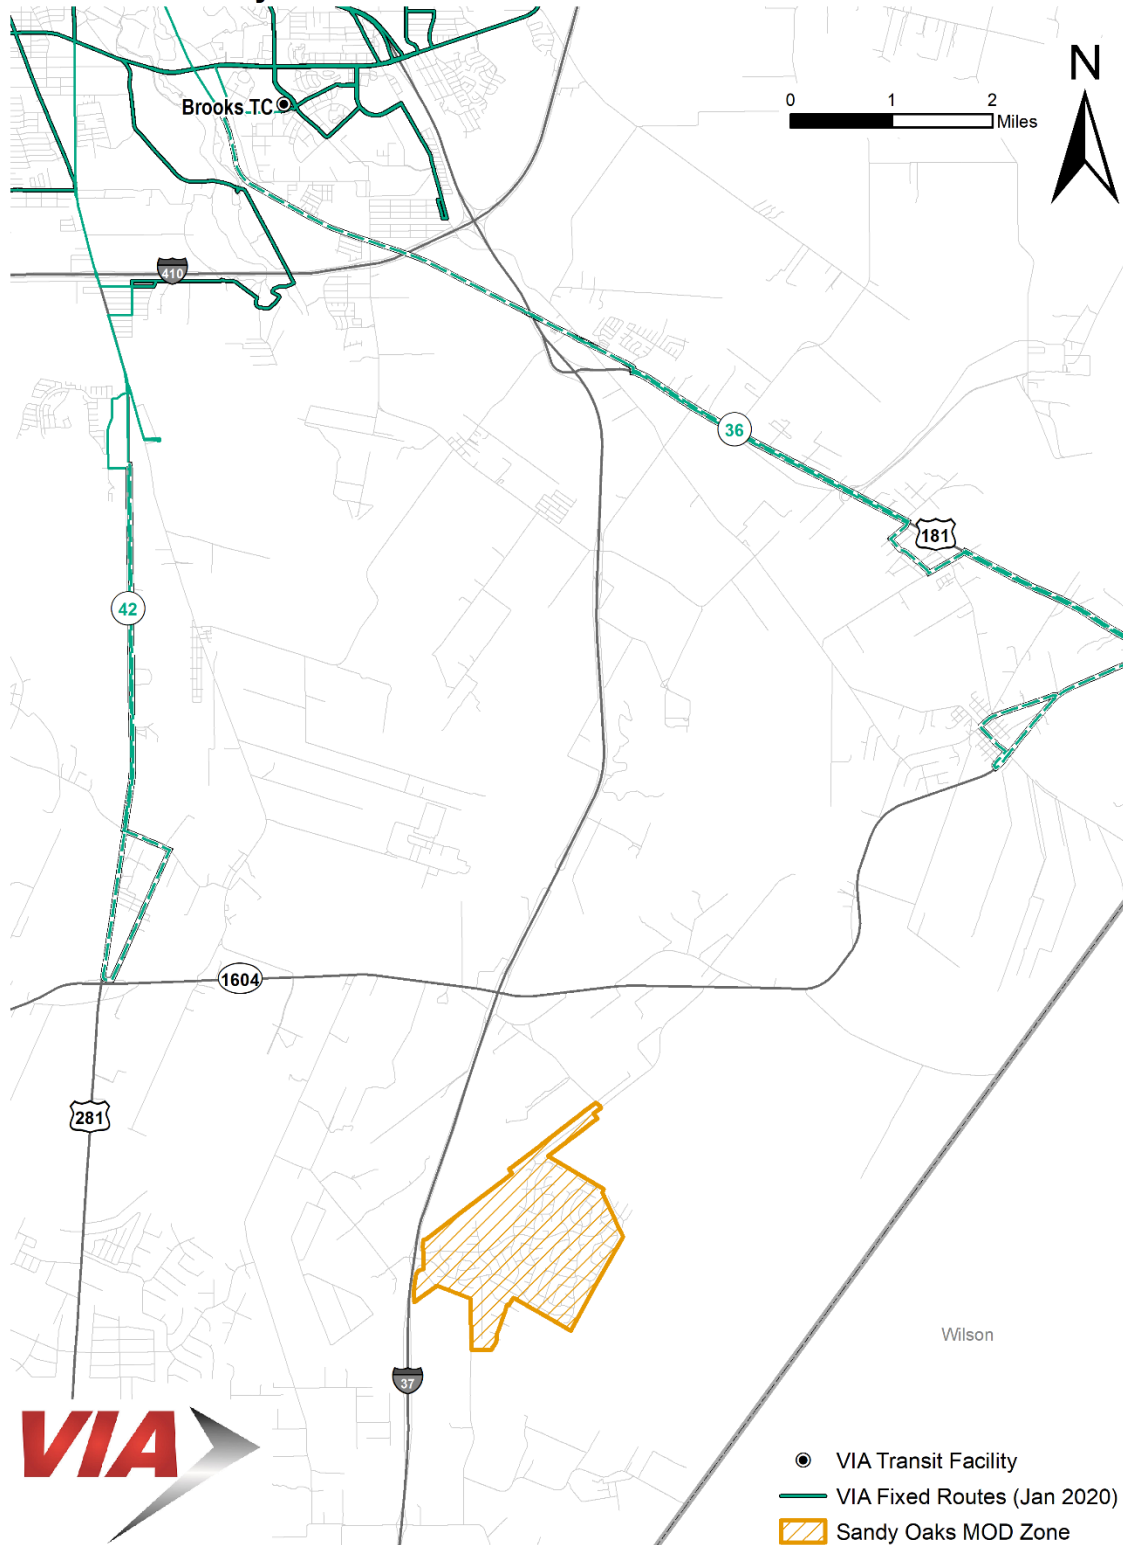 N
0 1 2
Miles
Brooks TC
410
36
181
42
1604
281
Wilson
37
VIA
VIA Transit Facility
VIA Fixed Routes (Jan 2020)
Sandy Oaks MOD Zone